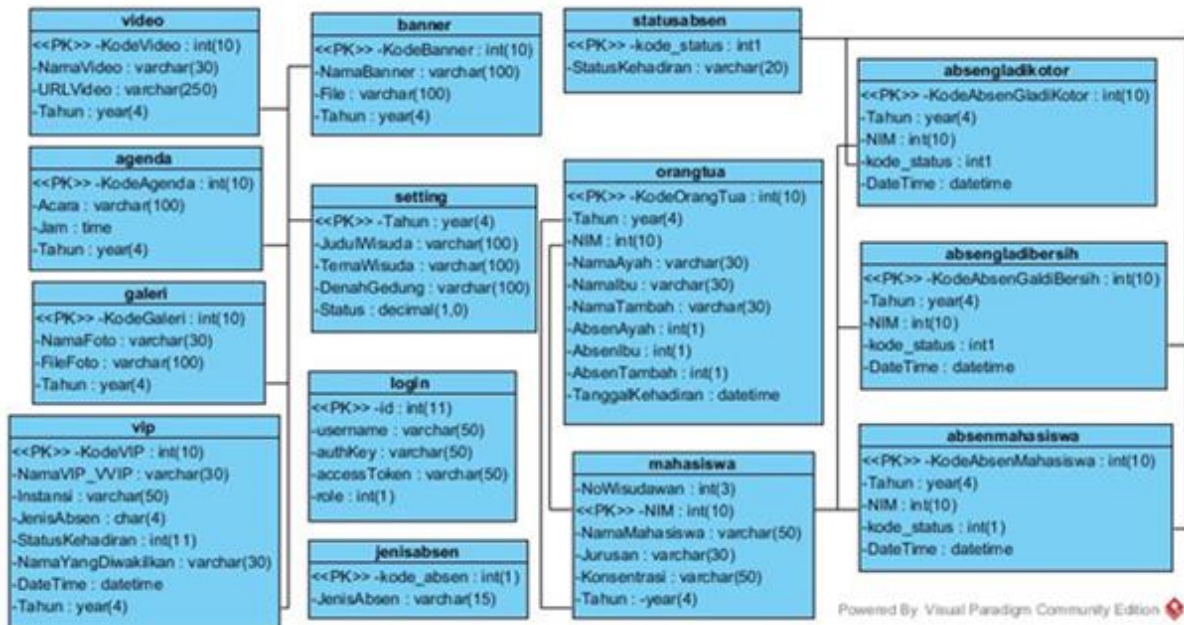 video
<<PK>> -KodeVideo : int(10)
-NamaVideo : varchar(30)
-URLVideo : varchar(250)
-Tahun : year(4)
agenda
<<PK>> -KodeAgenda : int(10)
-Acara : varchar(100)
-Jam : time
-Tahun : year(4)
galeri
<<PK>> -KodeGaleri : int(10)
-NamaFoto : varchar(30)
-FileFoto : varchar(100)
-Tahun : year(4)
vip
<<PK>> -KodeVIP : int(10)
-NamaVIP_VVIP : varchar(30)
-Instansi : varchar(50)
-JenisAbsen : char(4)
-StatusKehadiran : int(11)
-NamaYangDiwakilkan : varchar(30)
-DateTime : datetime
-Tahun : year(4)
banner
<<PK>> -KodeBanner : int(10)
-NamaBanner : varchar(100)
-File : varchar(100)
-Tahun : year(4)
setting
<<PK>> -Tahun : year(4)
-JudulWisuda : varchar(100)
-TemaWisuda : varchar(100)
-DenahGedung : varchar(100)
-Status : decimal(1,0)
login
<<PK>> -id : int(11)
-username : varchar(50)
-authKey : varchar(50)
-accessToken : varchar(50)
-role : int(1)
jenisabsen
<<PK>> -kode_absen : int(1)
-JenisAbsen : varchar(15)
statusabsen
<<PK>> -kode_status : int1
-StatusKehadiran : varchar(20)
orangtua
<<PK>> -KodeOrangTua : int(10)
-Tahun : year(4)
-NIM : int(10)
-NamaAyah : varchar(30)
-NamaIbu : varchar(30)
-NamaTambah : varchar(30)
-AbsenAyah : int(1)
-AbsenIbu : int(1)
-AbsenTambah : int(1)
-TanggalKehadiran : datetime
mahasiswa
-NoWisudawan : int(3)
<<PK>> -NIM : int(10)
-NamaMahasiswa : varchar(50)
-Jurusan : varchar(30)
-Konsentrasi : varchar(50)
-Tahun : -year(4)
absengladikotor
<<PK>> -KodeAbsenGladiKotor : int(10)
-Tahun : year(4)
-NIM : int(10)
-kode_status : int1
-DateTime : datetime
absengladibersih
<<PK>> -KodeAbsenGaldiBersih : int(10)
-Tahun : year(4)
-NIM : int(10)
-kode_status : int1
-DateTime : datetime
absenmahasiswa
<<PK>> -KodeAbsenMahasiswa : int(10)
-Tahun : year(4)
-NIM : int(10)
-kode_status : int(1)
-DateTime : datetime
Powered By Visual Paradigm Community Edition